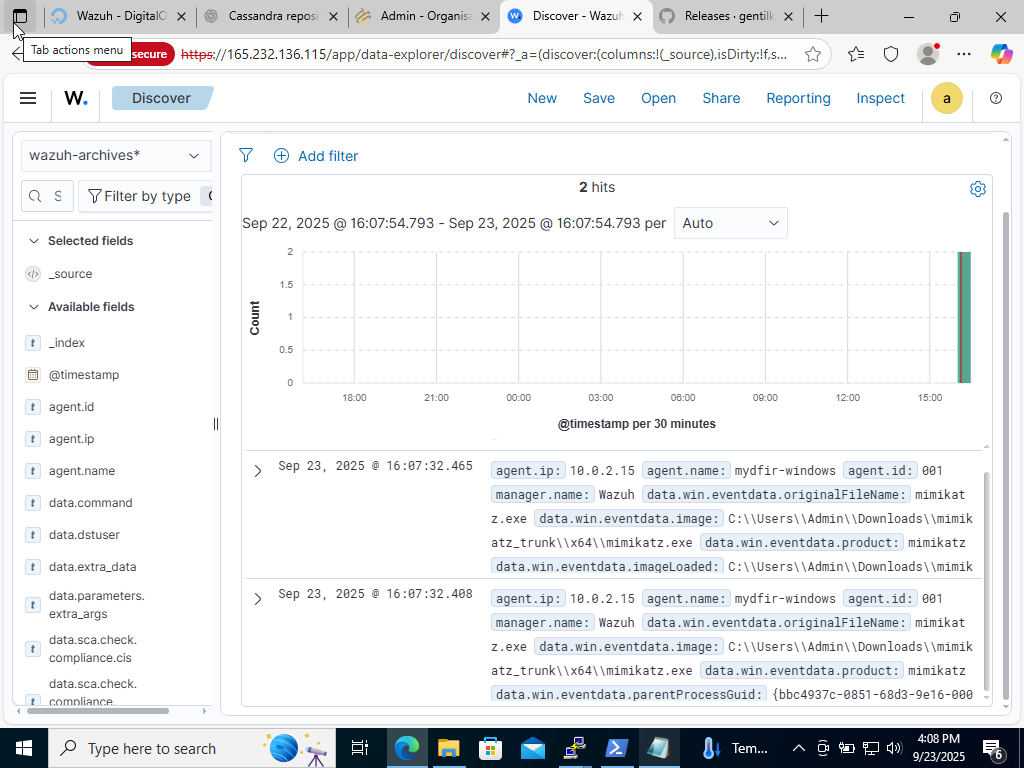 Wazuh - DigitalO
Cassandra reposi
Admin - Organisa
Discover - Wazuh
Releases · gentilk
Tab actions menu
secure
https://165.232.136.115/app/data-explorer/discover#?_a=(discover:(columns:!(_source),isDirty:!f,s...
W.
Discover
New
Save
Open
Share
Reporting
Inspect
a
wazuh-archives*
S
Filter by type
Selected fields
_source
Available fields
t _index
@timestamp
t agent.id
t agent.ip
t agent.name
t data.command
t data.dstuser
t data.extra_data
t data.parameters.
extra_args
t data.sca.check.
compliance.cis
data.sca.check.
t compliance.
Add filter
2 hits
Sep 22, 2025 @ 16:07:54.793 - Sep 23, 2025 @ 16:07:54.793 per
Auto
2
1.5
1
0.5
0
Count
18:00
21:00
00:00
03:00
06:00
09:00
12:00
15:00
@timestamp per 30 minutes
Sep 23, 2025 @ 16:07:32.465
agent.ip: 10.0.2.15 agent.name: mydfir-windows agent.id: 001
manager.name: Wazuh data.win.eventdata.originalFileName: mimikat
z.exe data.win.eventdata.image: C:\\Users\\Admin\\Downloads\\mimik
atz_trunk\\x64\\mimikatz.exe data.win.eventdata.product: mimikatz
data.win.eventdata.imageLoaded: C:\\Users\\Admin\\Downloads\\mimik
Sep 23, 2025 @ 16:07:32.408
agent.ip: 10.0.2.15 agent.name: mydfir-windows agent.id: 001
manager.name: Wazuh data.win.eventdata.originalFileName: mimikat
z.exe data.win.eventdata.image: C:\\Users\\Admin\\Downloads\\mimik
atz_trunk\\x64\\mimikatz.exe data.win.eventdata.product: mimikatz
data.win.eventdata.parentProcessGuid: {bbc4937c-0851-68d3-9e16-000
Type here to search
Tem...
4:08 PM
9/23/2025
6